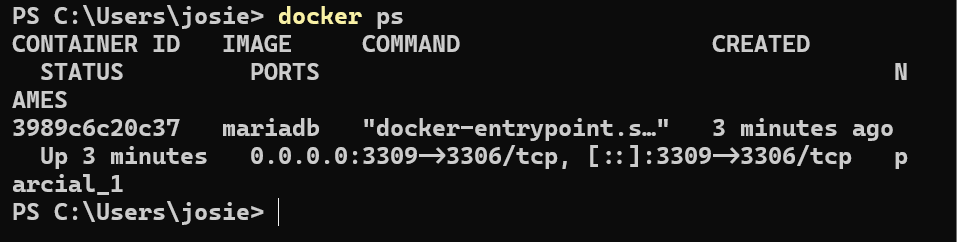 PS C:\Users\josie> docker ps
CONTAINER ID   IMAGE     COMMAND                  CREATED
  STATUS         PORTS                                         N
AMES
3989c6c20c37   mariadb   "docker-entrypoint.s…"   3 minutes ago
  Up 3 minutes   0.0.0.0:3309->3306/tcp, [::]:3309->3306/tcp   p
arcial_1
PS C:\Users\josie>